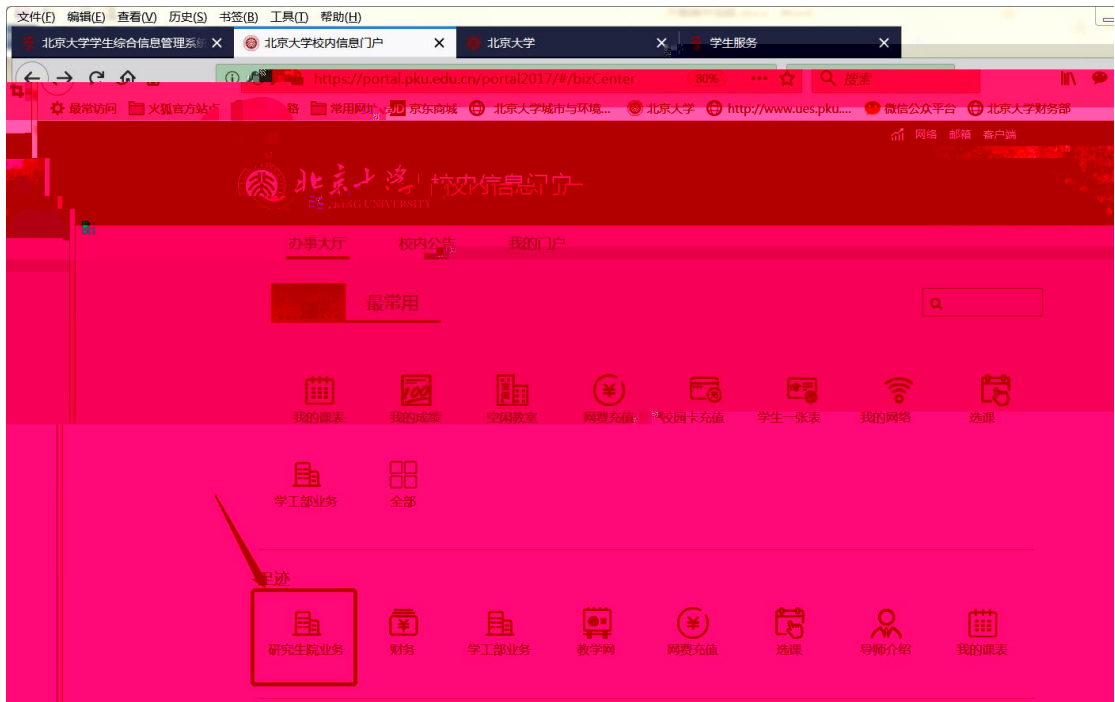 文件(F) 编辑(E) 查看(V) 历史(S) 书签(B) 工具(T) 帮助(H)
北京大学学生综合信息管理系统 北京大学校内信息门户 北京大学 学生服务
https://portal.pku.edu.cn/portal2017/#/bizCenter 80% 搜索
最常访问 火狐官方站点 常用网址 JD 京东商城 北京大学城市与环境... 北京大学 http://www.ues.pku.... 微信公众平台 北京大学财务部
网络 邮箱 客户端
北京大学 校内信息门户
PEKING UNIVERSITY
办事大厅 校内公告 我的门户
最常用
我的课表 我的成绩 空闲教室 网费充值 校园卡充值 学生一张表 我的网络 选课
学工部业务 全部
足迹
研究生院业务 财务 学工部业务 教学网 网费充值 选课 导师介绍 我的课表